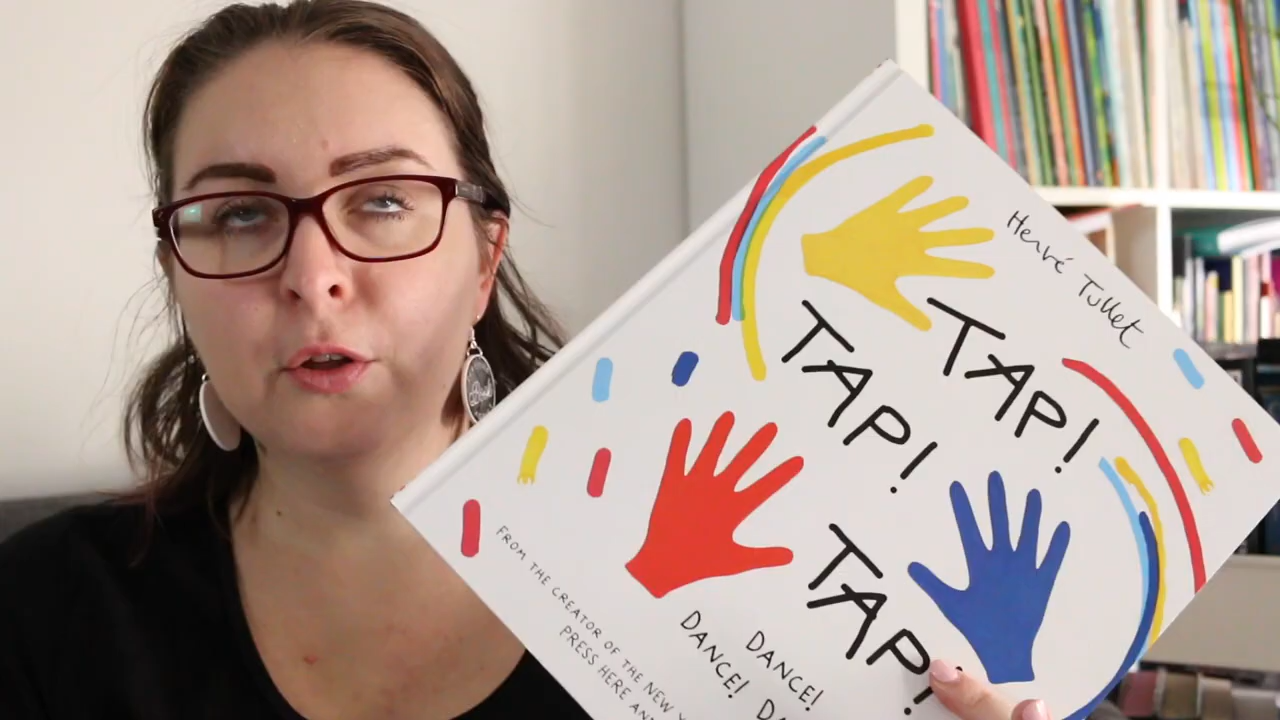 Hervé Tullet
TAP! TAP!
TAP!
DANCE!
DANCE!
FROM THE CREATOR OF THE NEW
PRESS HERE